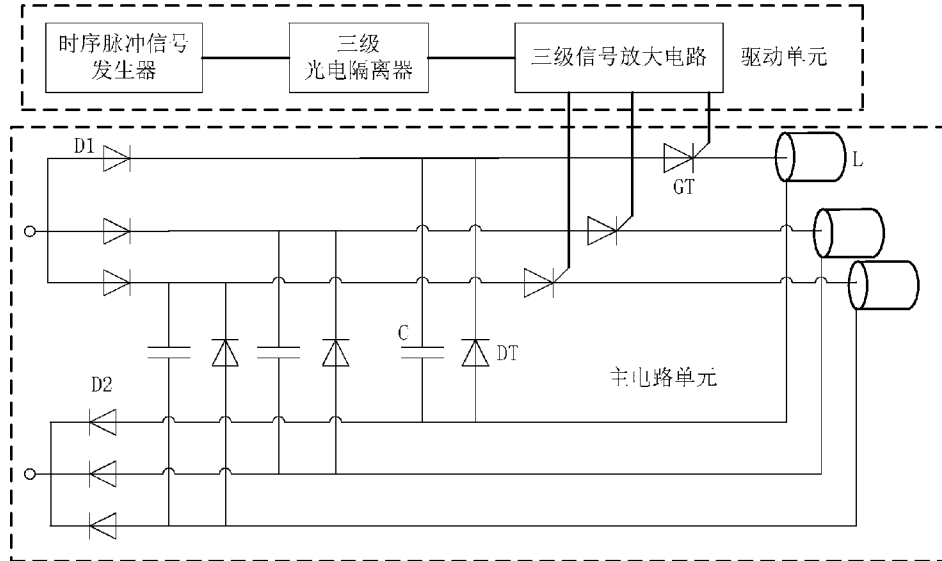 时序脉冲信号
发生器
三级
光电隔离器
三级信号放大电路
驱动单元
D1
GT
L
C
DT
D2
主电路单元